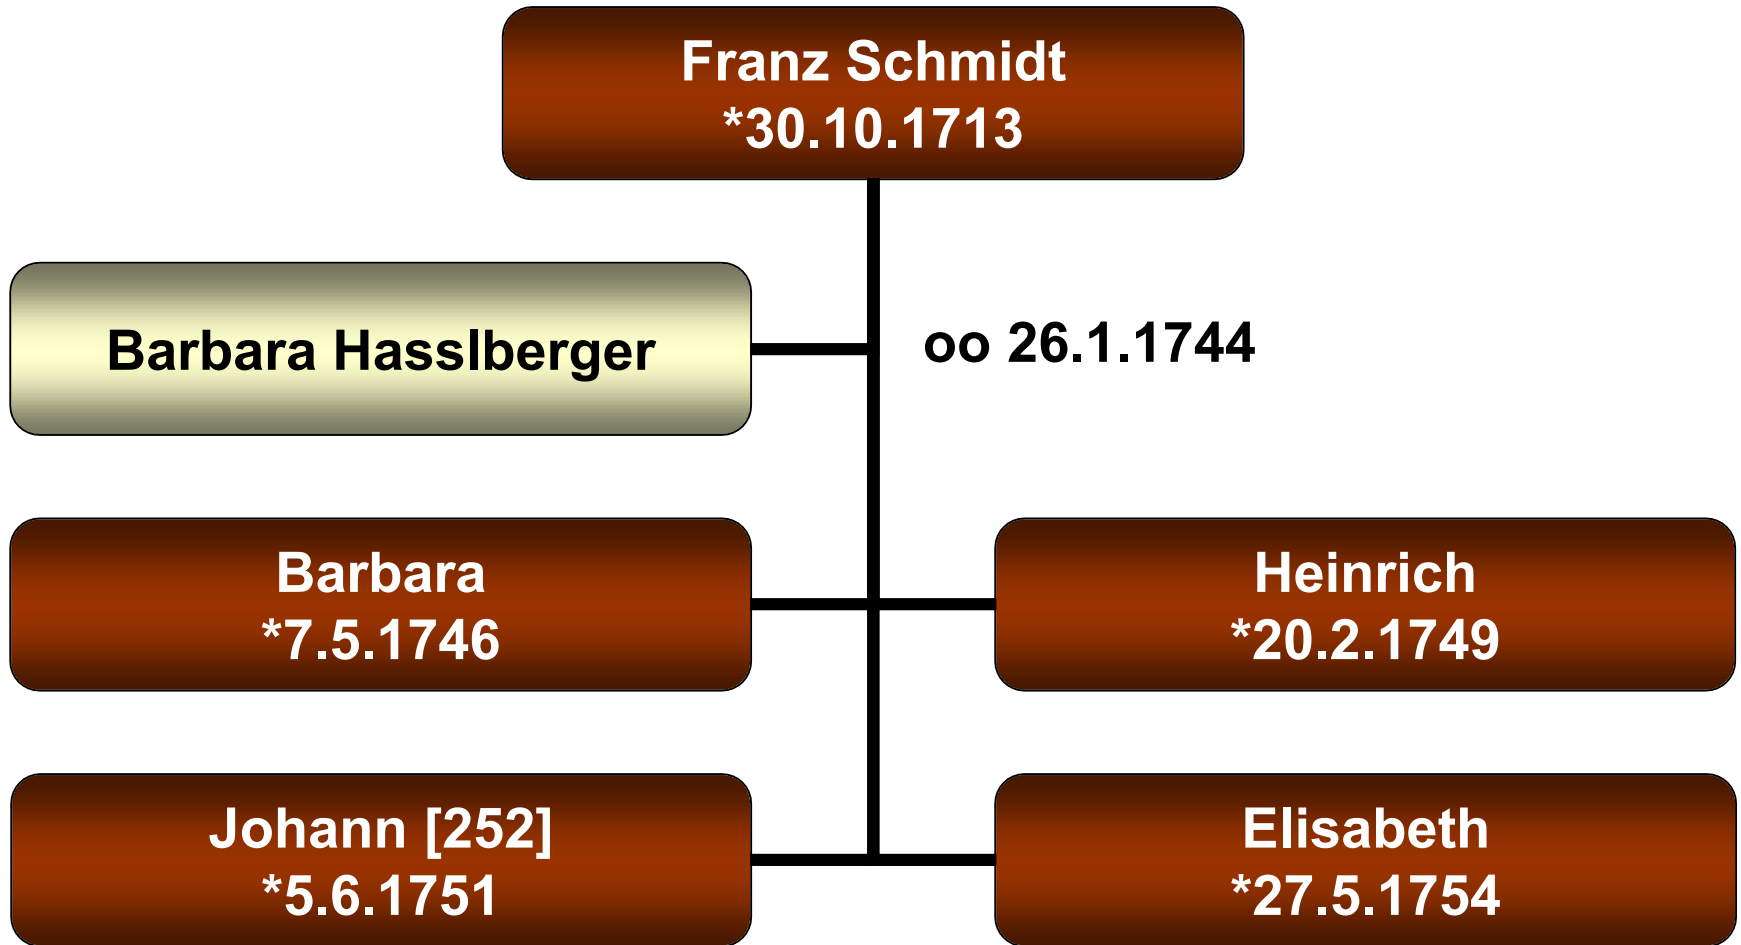 Franz Schmidt
*30.10.1713
Barbara Hasslberger
oo 26.1.1744
Barbara
*7.5.1746
Heinrich
*20.2.1749
Johann [252]
*5.6.1751
Elisabeth
*27.5.1754